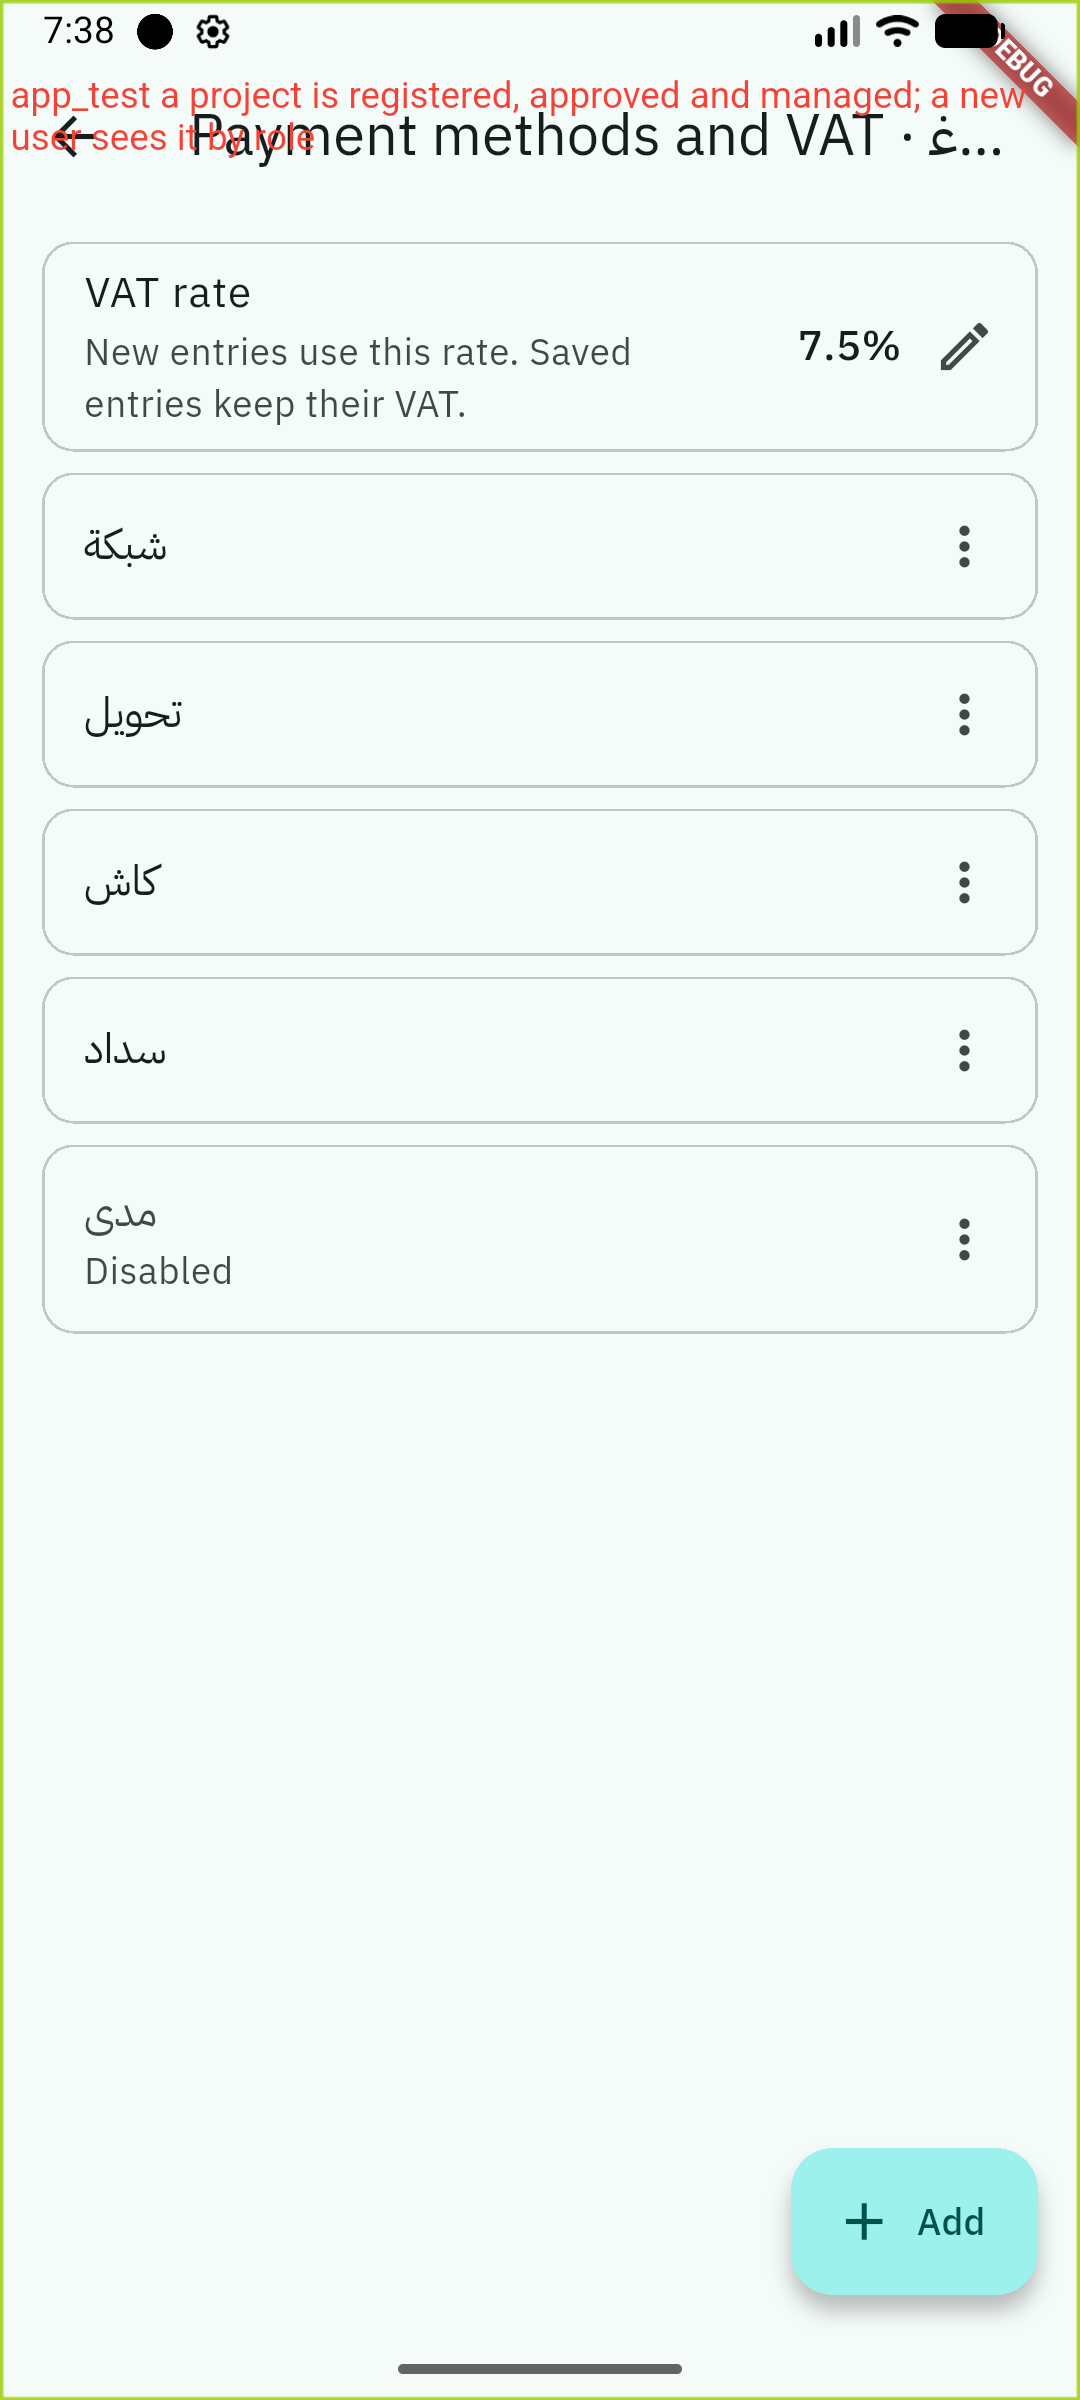 7:38
EBUG
app_test a project is registered, approved and managed; a new
user sees it by role
Payment methods and VAT · غ...
VAT rate
New entries use this rate. Saved
entries keep their VAT.
7.5%
شبكة
تحويل
كاش
سداد
مدى
Disabled
Add